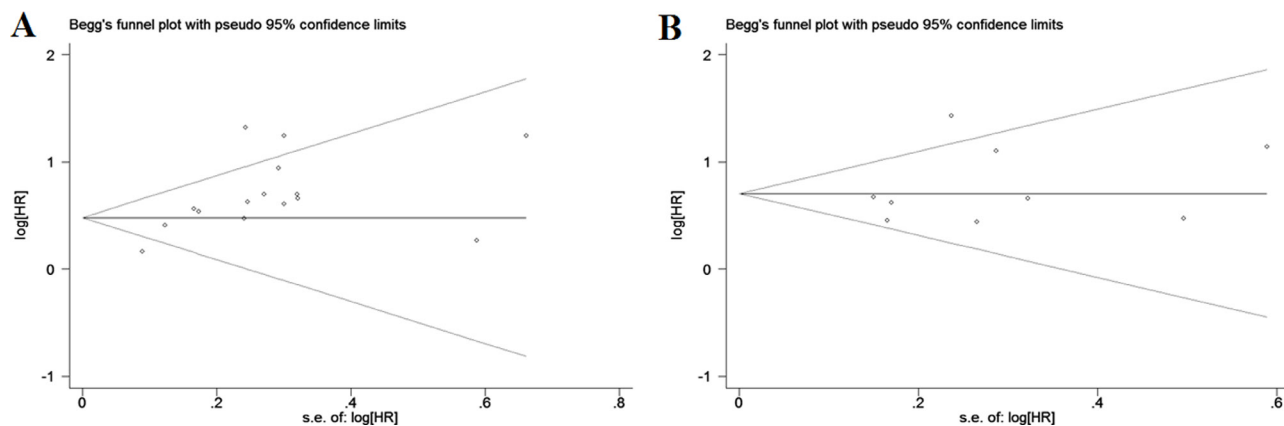 A
Begg's funnel plot with pseudo 95% confidence limits
log[HR]
2
1
0
-1
0
.2
.4
.6
.8
s.e. of: log[HR]
B
Begg's funnel plot with pseudo 95% confidence limits
log[HR]
2
1
0
-1
0
.2
.4
.6
s.e. of: log[HR]